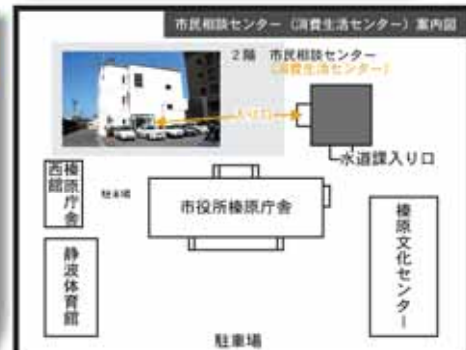 市民相談センター（消費生活センター）案内図
2階 市民相談センター
（消費生活センター）
入り口
水道課入り口
榛原庁舎
西館
駐車場
市役所榛原庁舎
静波体育館
榛原文化センター
駐車場